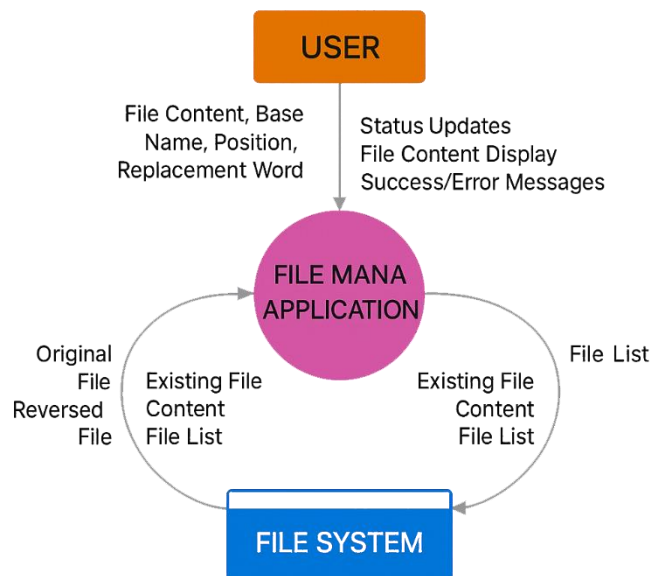 USER
File Content, Base
Name, Position,
Replacement Word
Status Updates
File Content Display
Success/Error Messages
FILE MANA
APPLICATION
Original
File
Reversed
File
Existing File
Content
File List
Existing File
Content
File List
File List
FILE SYSTEM